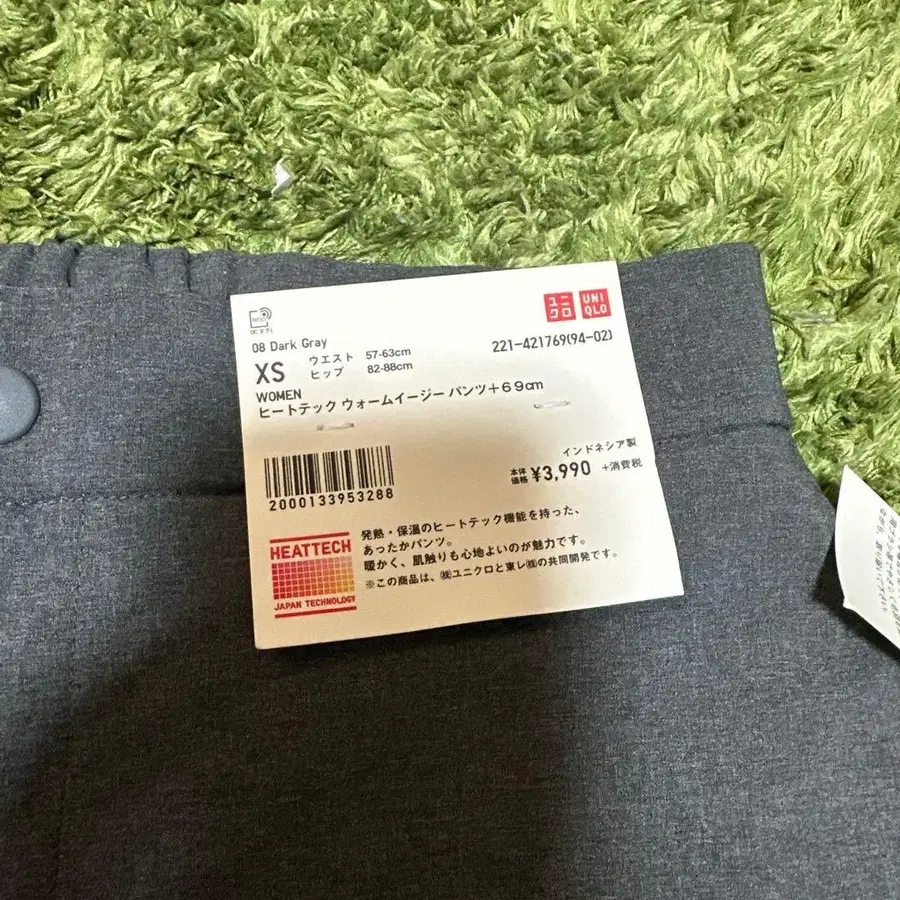 ユニクロ UNIQLO
08 Dark Gray
221-421769(94-02)
XS ウエスト 57-63cm
ヒップ 82-88cm
WOMEN
ヒートテック ウォームイージー パンツ+69cm
インドネシア製
本体価格 ¥3,990 +消費税
2000133953288
HEATTECH
JAPAN TECHNOLOGY
発熱・保温のヒートテック機能を持った、
あったかパンツ。
暖かく、肌触りも心地よいのが魅力です。
※この商品は、㈱ユニクロと東レ㈱の共同開発です。